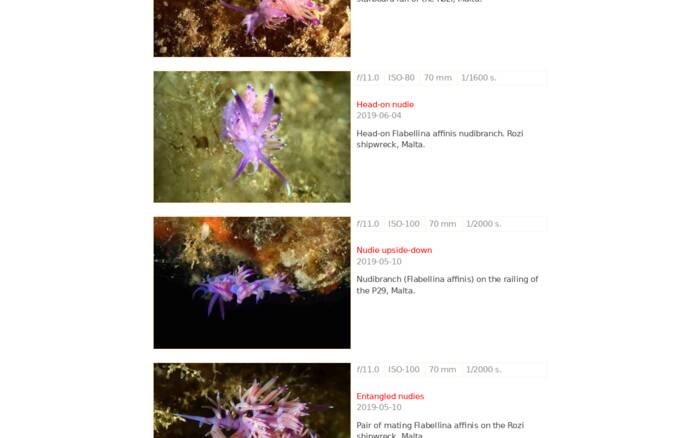 f/11.0 ISO-80 70 mm 1/1600 s.
Head-on nudie
2019-06-04
Head-on Flabellina affinis nudibranch. Rozi
shipwreck, Malta.
f/11.0 ISO-100 70 mm 1/2000 s.
Nudie upside-down
2019-05-10
Nudibranch (Flabellina affinis) on the railing of
the P29, Malta.
f/11.0 ISO-100 70 mm 1/2000 s.
Entangled nudies
2019-05-10
Pair of mating Flabellina affinis on the Rozi
shipwreck, Malta.